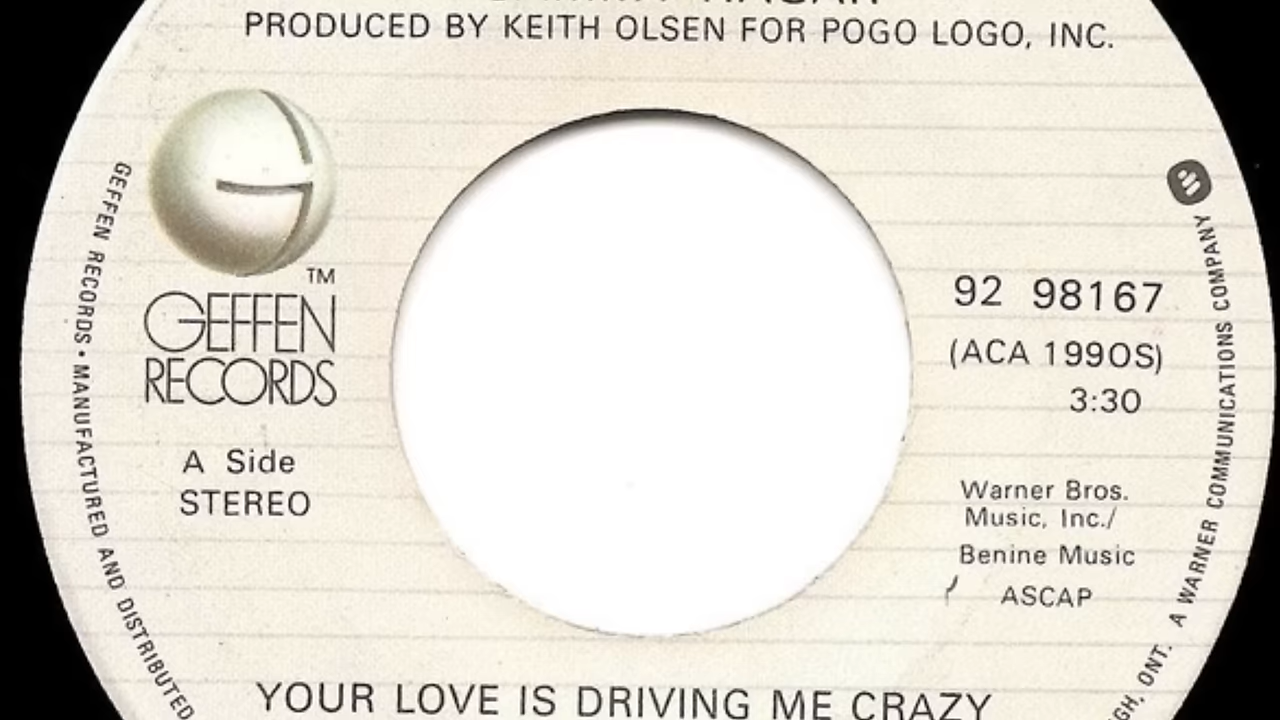 HAGAR
PRODUCED BY KEITH OLSEN FOR POGO LOGO, INC.
TM
GEFFEN
RECORDS
A Side
STEREO
92 98167
(ACA 1990S)
3:30
Warner Bros.
Music, Inc./
Benine Music
ASCAP
YOUR LOVE IS DRIVING ME CRAZY
GEFFEN RECORDS • MANUFACTURED AND DISTRIBUTED
ONT. A WARNER COMMUNICATIONS COMPANY